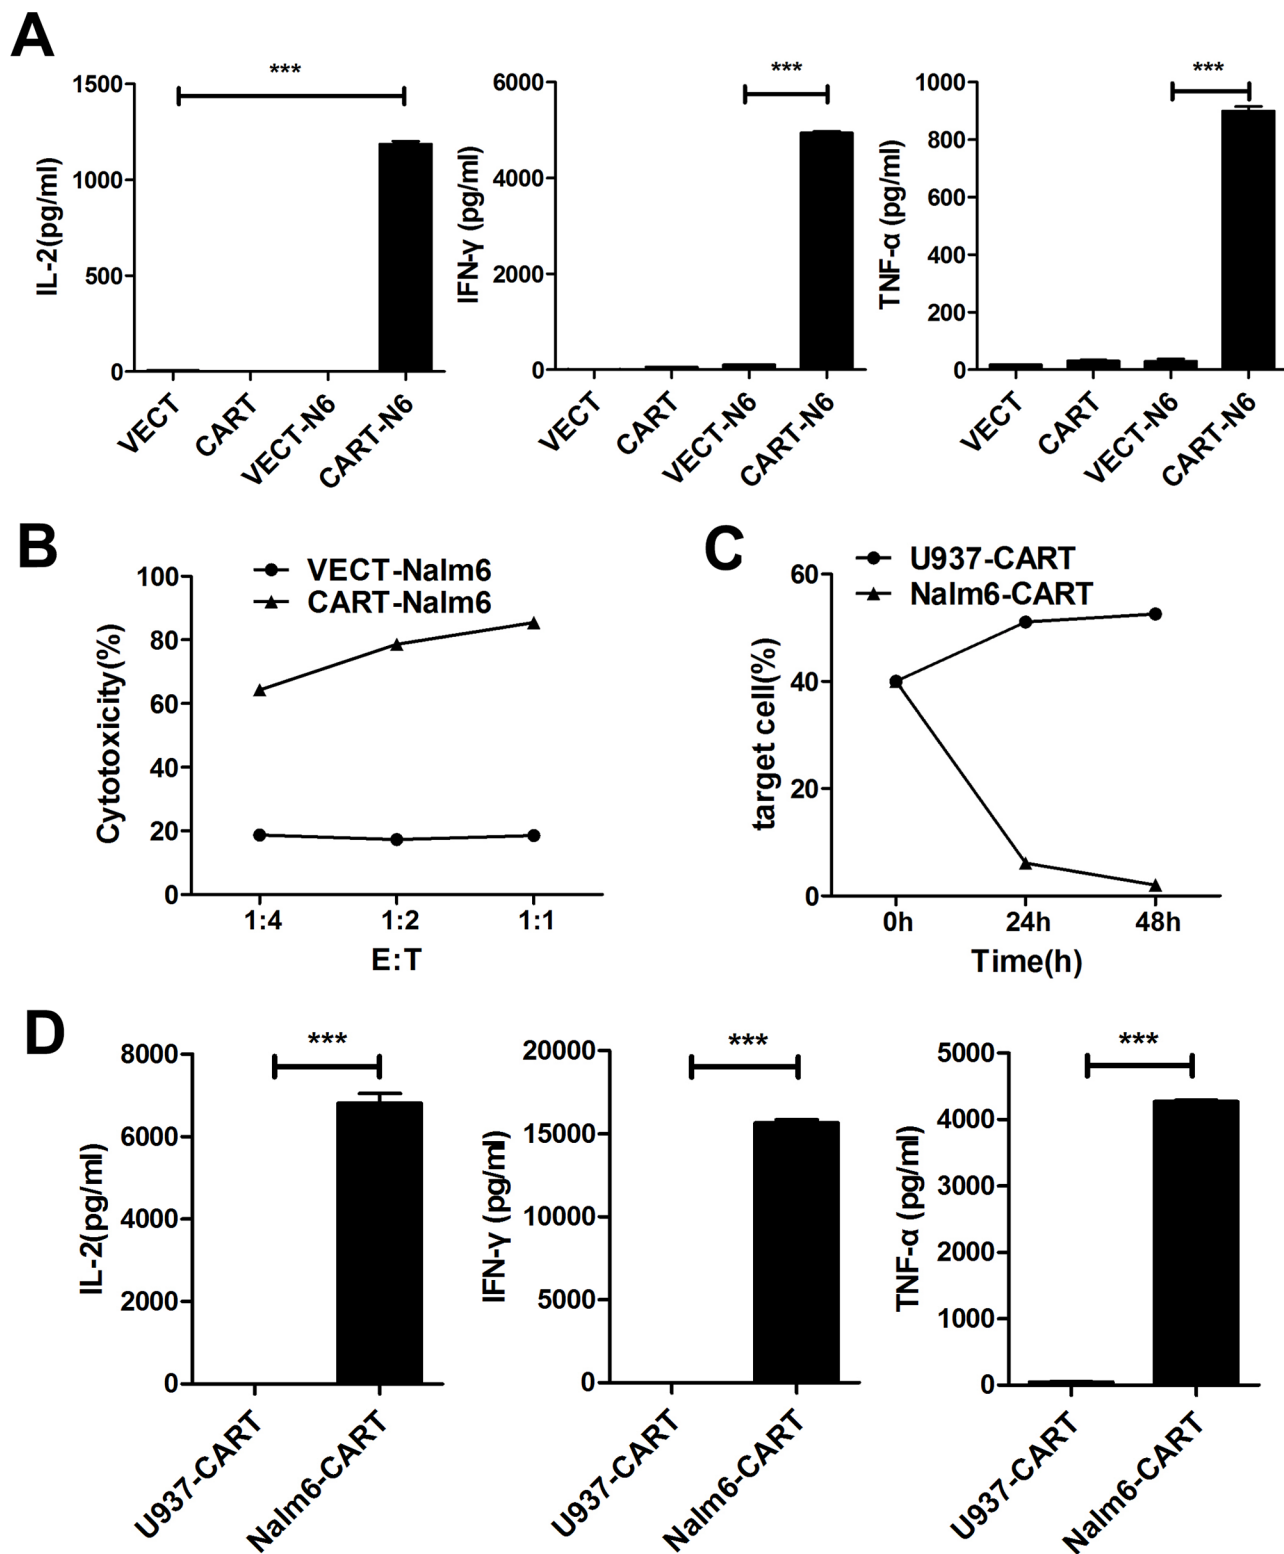 A
***
IL-2(pg/ml)
1500
1000
500
0
VECT
CART
VECT-N6
CART-N6
***
IFN-γ (pg/ml)
6000
4000
2000
0
VECT
CART
VECT-N6
CART-N6
***
TNF-α (pg/ml)
1000
800
600
400
200
0
VECT
CART
VECT-N6
CART-N6
B
VECT-Nalm6
CART-Nalm6
Cytotoxicity(%)
100
80
60
40
20
0
1:4 1:2 1:1
E:T
C
U937-CART
Nalm6-CART
target cell(%)
60
40
20
0
0h 24h 48h
Time(h)
D
***
IL-2(pg/ml)
8000
6000
4000
2000
0
U937-CART
Nalm6-CART
***
IFN-γ (pg/ml)
20000
15000
10000
5000
0
U937-CART
Nalm6-CART
***
TNF-α (pg/ml)
5000
4000
3000
2000
1000
0
U937-CART
Nalm6-CART